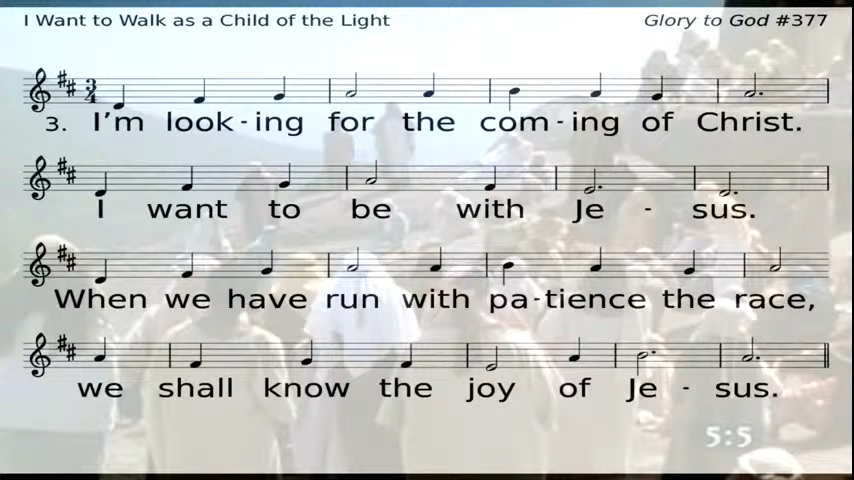 I Want to Walk as a Child of the Light
Glory to God #377
3. I'm look-ing for the com-ing of Christ.
I want to be with Je - sus.
When we have run with pa-tience the race,
we shall know the joy of Je - sus.
5:5